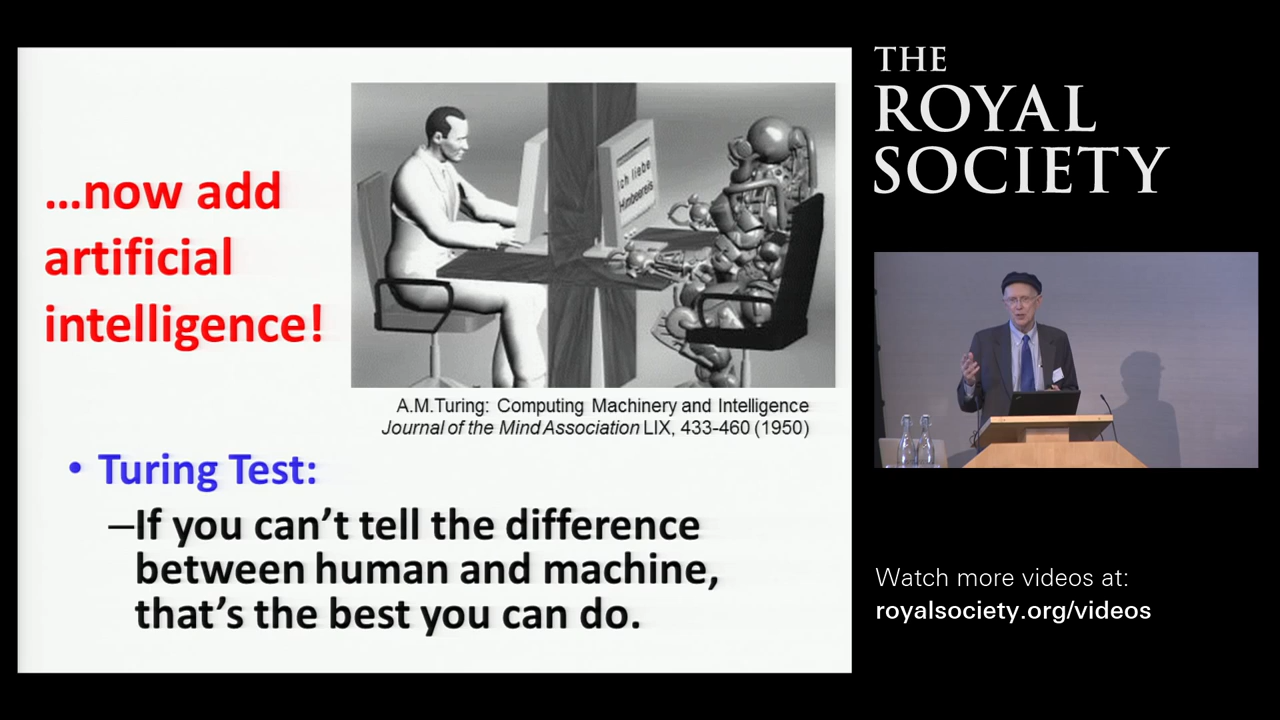 …now add
artificial
intelligence!
Ich liebe
Himbeereis
A.M.Turing: Computing Machinery and Intelligence
Journal of the Mind Association LIX, 433-460 (1950)
• Turing Test:
–If you can’t tell the difference
between human and machine,
that’s the best you can do.
THE
ROYAL
SOCIETY
Watch more videos at:
royalsociety.org/videos